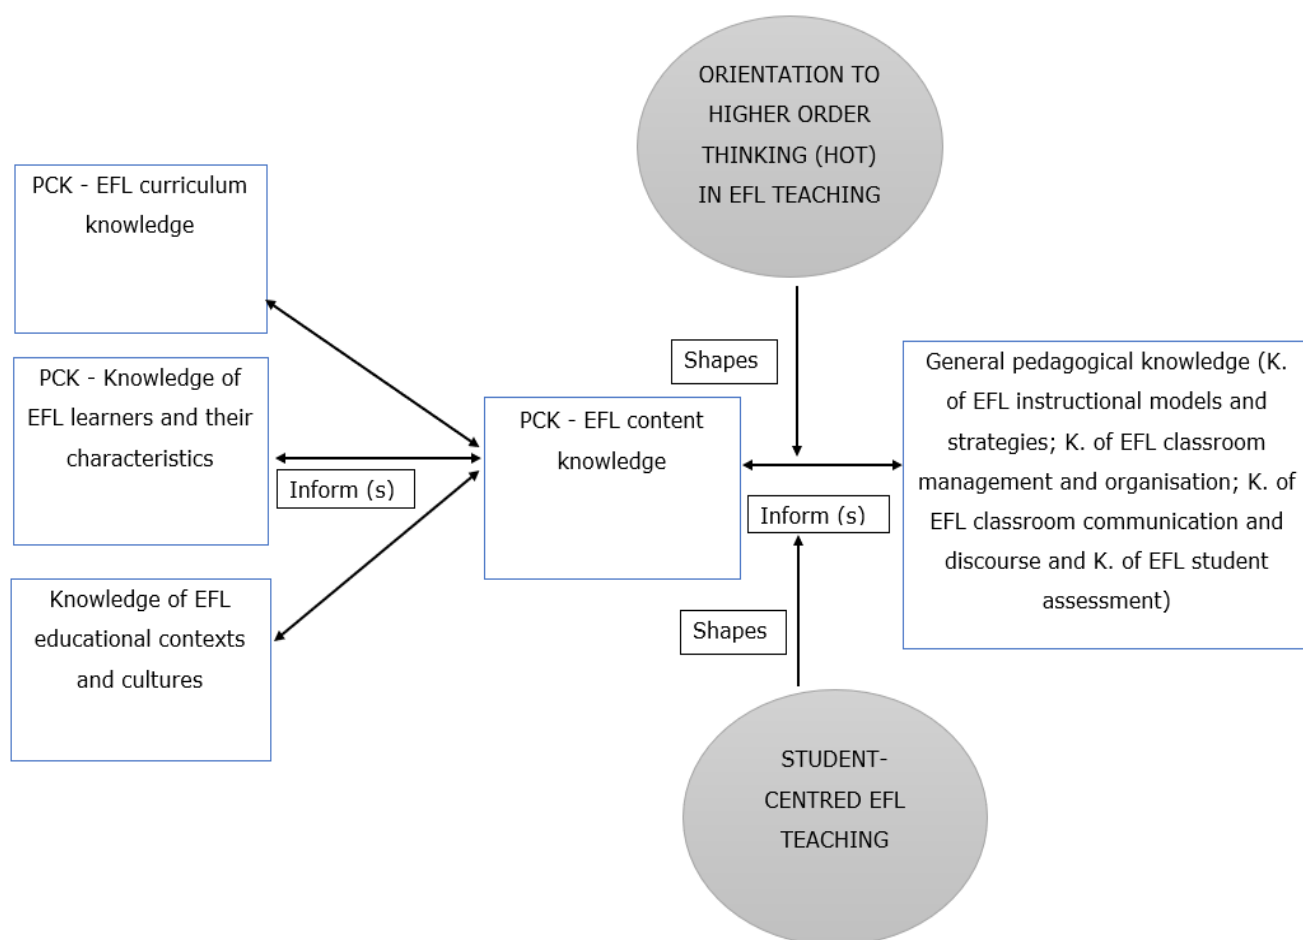 ORIENTATION TO
HIGHER ORDER
THINKING (HOT)
IN EFL TEACHING
PCK - EFL curriculum
knowledge
PCK - Knowledge of
EFL learners and their
characteristics
Inform (s)
Knowledge of EFL
educational contexts
and cultures
PCK - EFL content
knowledge
Shapes
Inform (s)
Shapes
General pedagogical knowledge (K.
of EFL instructional models and
strategies; K. of EFL classroom
management and organisation; K. of
EFL classroom communication and
discourse and K. of EFL student
assessment)
STUDENT-
CENTRED EFL
TEACHING